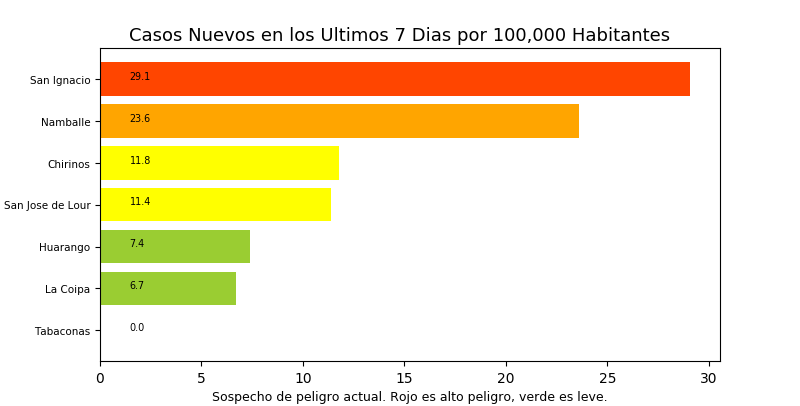 Casos Nuevos en los Ultimos 7 Dias por 100,000 Habitantes
San Ignacio 29.1
Namballe 23.6
Chirinos 11.8
San Jose de Lour 11.4
Huarango 7.4
La Coipa 6.7
Tabaconas 0.0
0 5 10 15 20 25 30
Sospecho de peligro actual. Rojo es alto peligro, verde es leve.